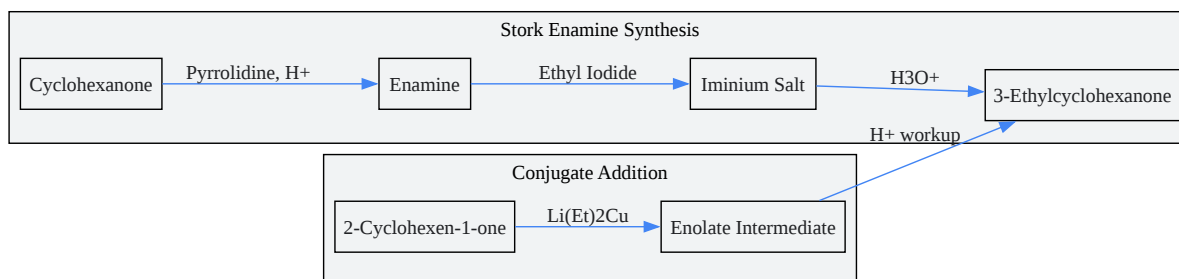 Stork Enamine Synthesis
Cyclohexanone
Pyrrolidine, H+
Enamine
Ethyl Iodide
Iminium Salt
H3O+
3-Ethylcyclohexanone
H+ workup
Conjugate Addition
2-Cyclohexen-1-one
Li(Et)2Cu
Enolate Intermediate